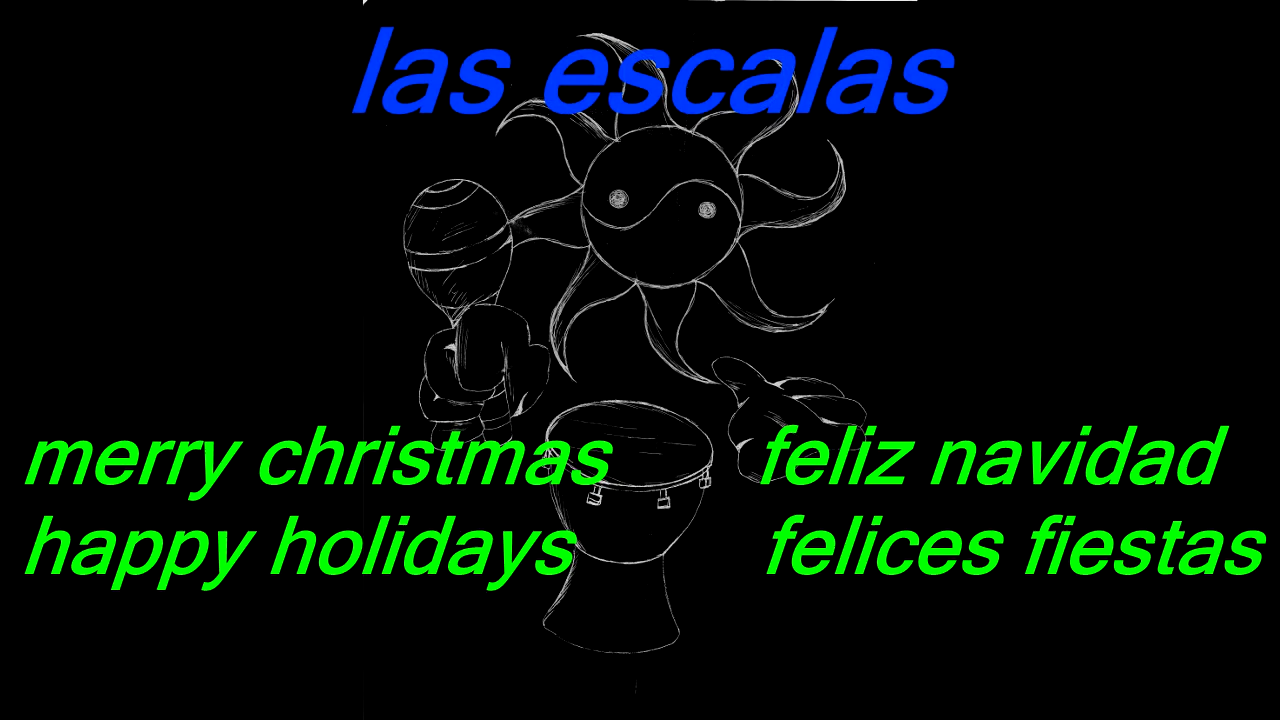 las escalas
merry christmas
happy holidays
feliz navidad
felices fiestas